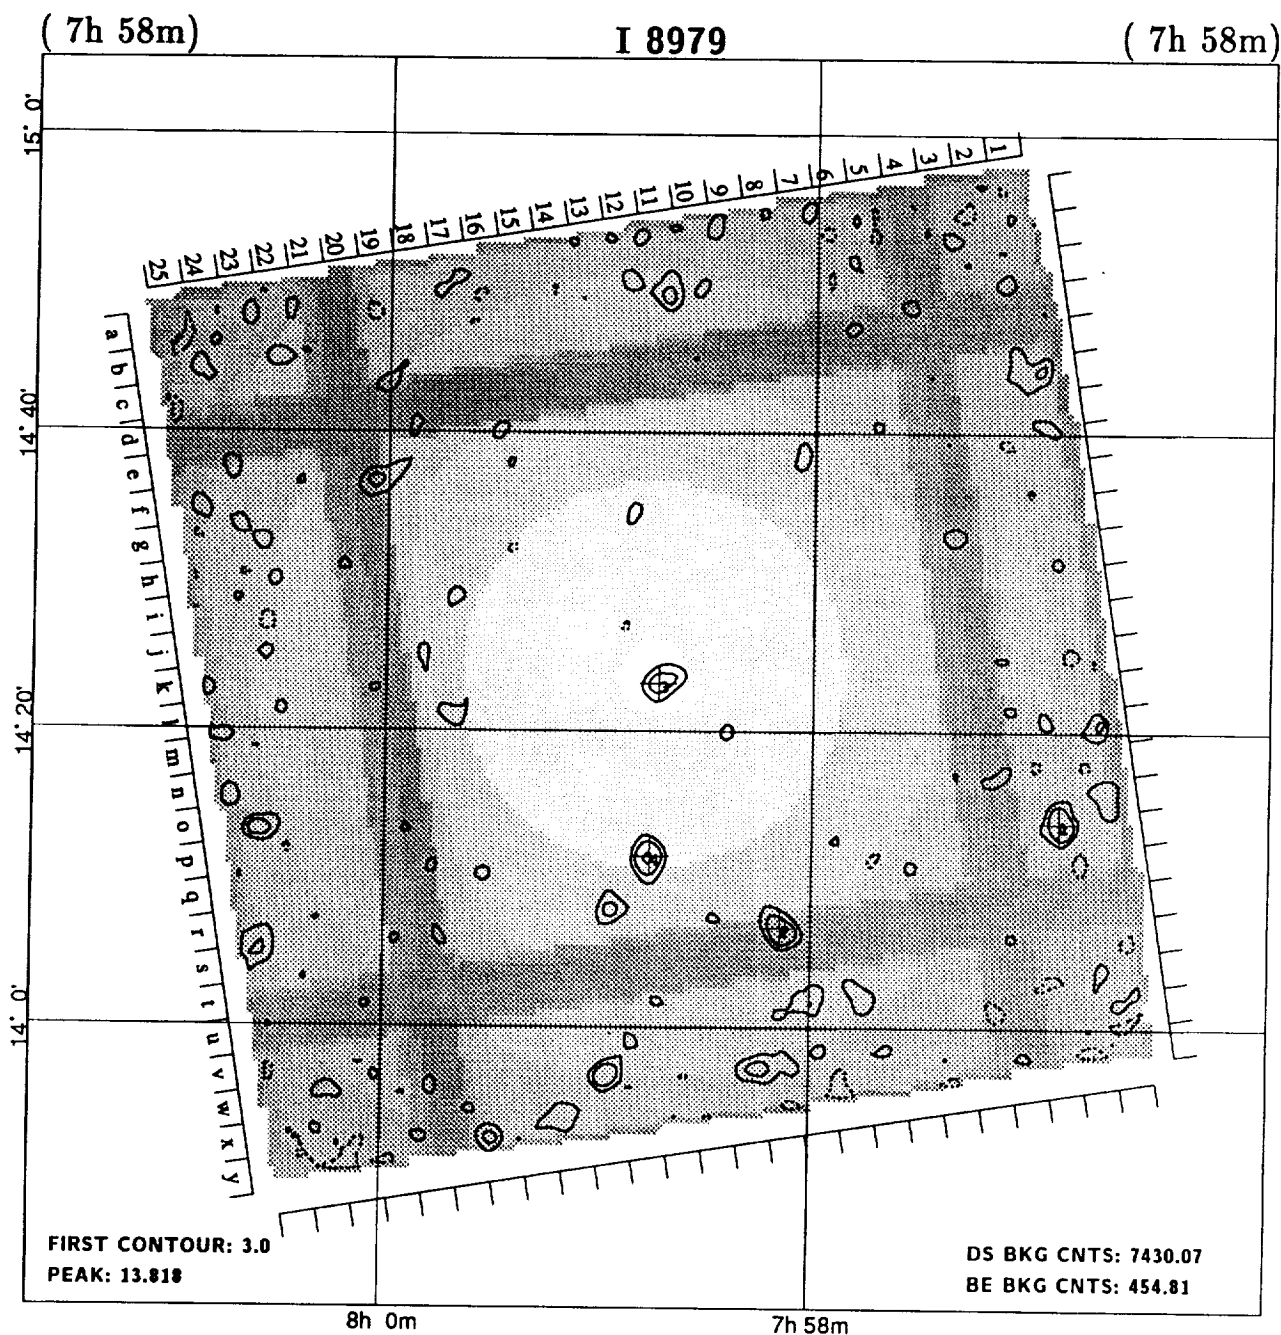 ( 7h 58m)
I 8979
( 7h 58m)
15° 0'
14° 40'
14° 20'
14° 0'
25 24 23 22 21 20 19 18 17 16 15 14 13 12 11 10 9 8 7 6 5 4 3 2 1
a b c d e f g h i j k l m n o p q r s t u v w x y
FIRST CONTOUR: 3.0
PEAK: 13.818
DS BKG CNTS: 7430.07
BE BKG CNTS: 454.81
8h 0m
7h 58m